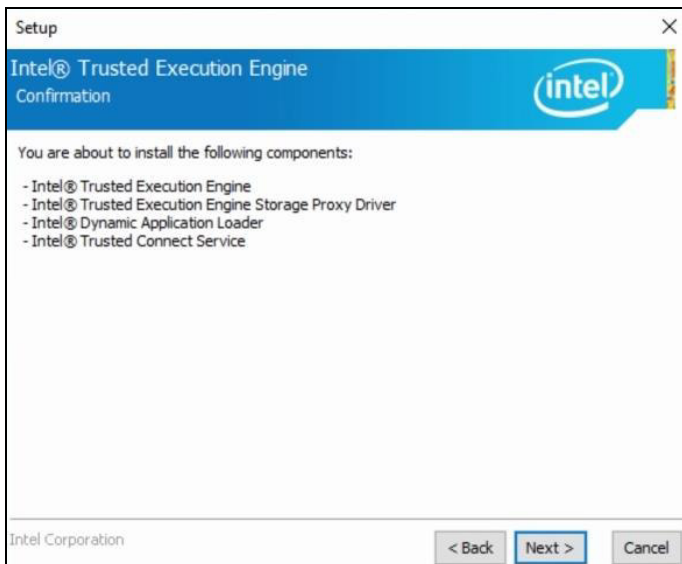 Setup
Intel® Trusted Execution Engine
Confirmation
intel
You are about to install the following components:
- Intel® Trusted Execution Engine
- Intel® Trusted Execution Engine Storage Proxy Driver
- Intel® Dynamic Application Loader
- Intel® Trusted Connect Service
Intel Corporation
< Back Next > Cancel